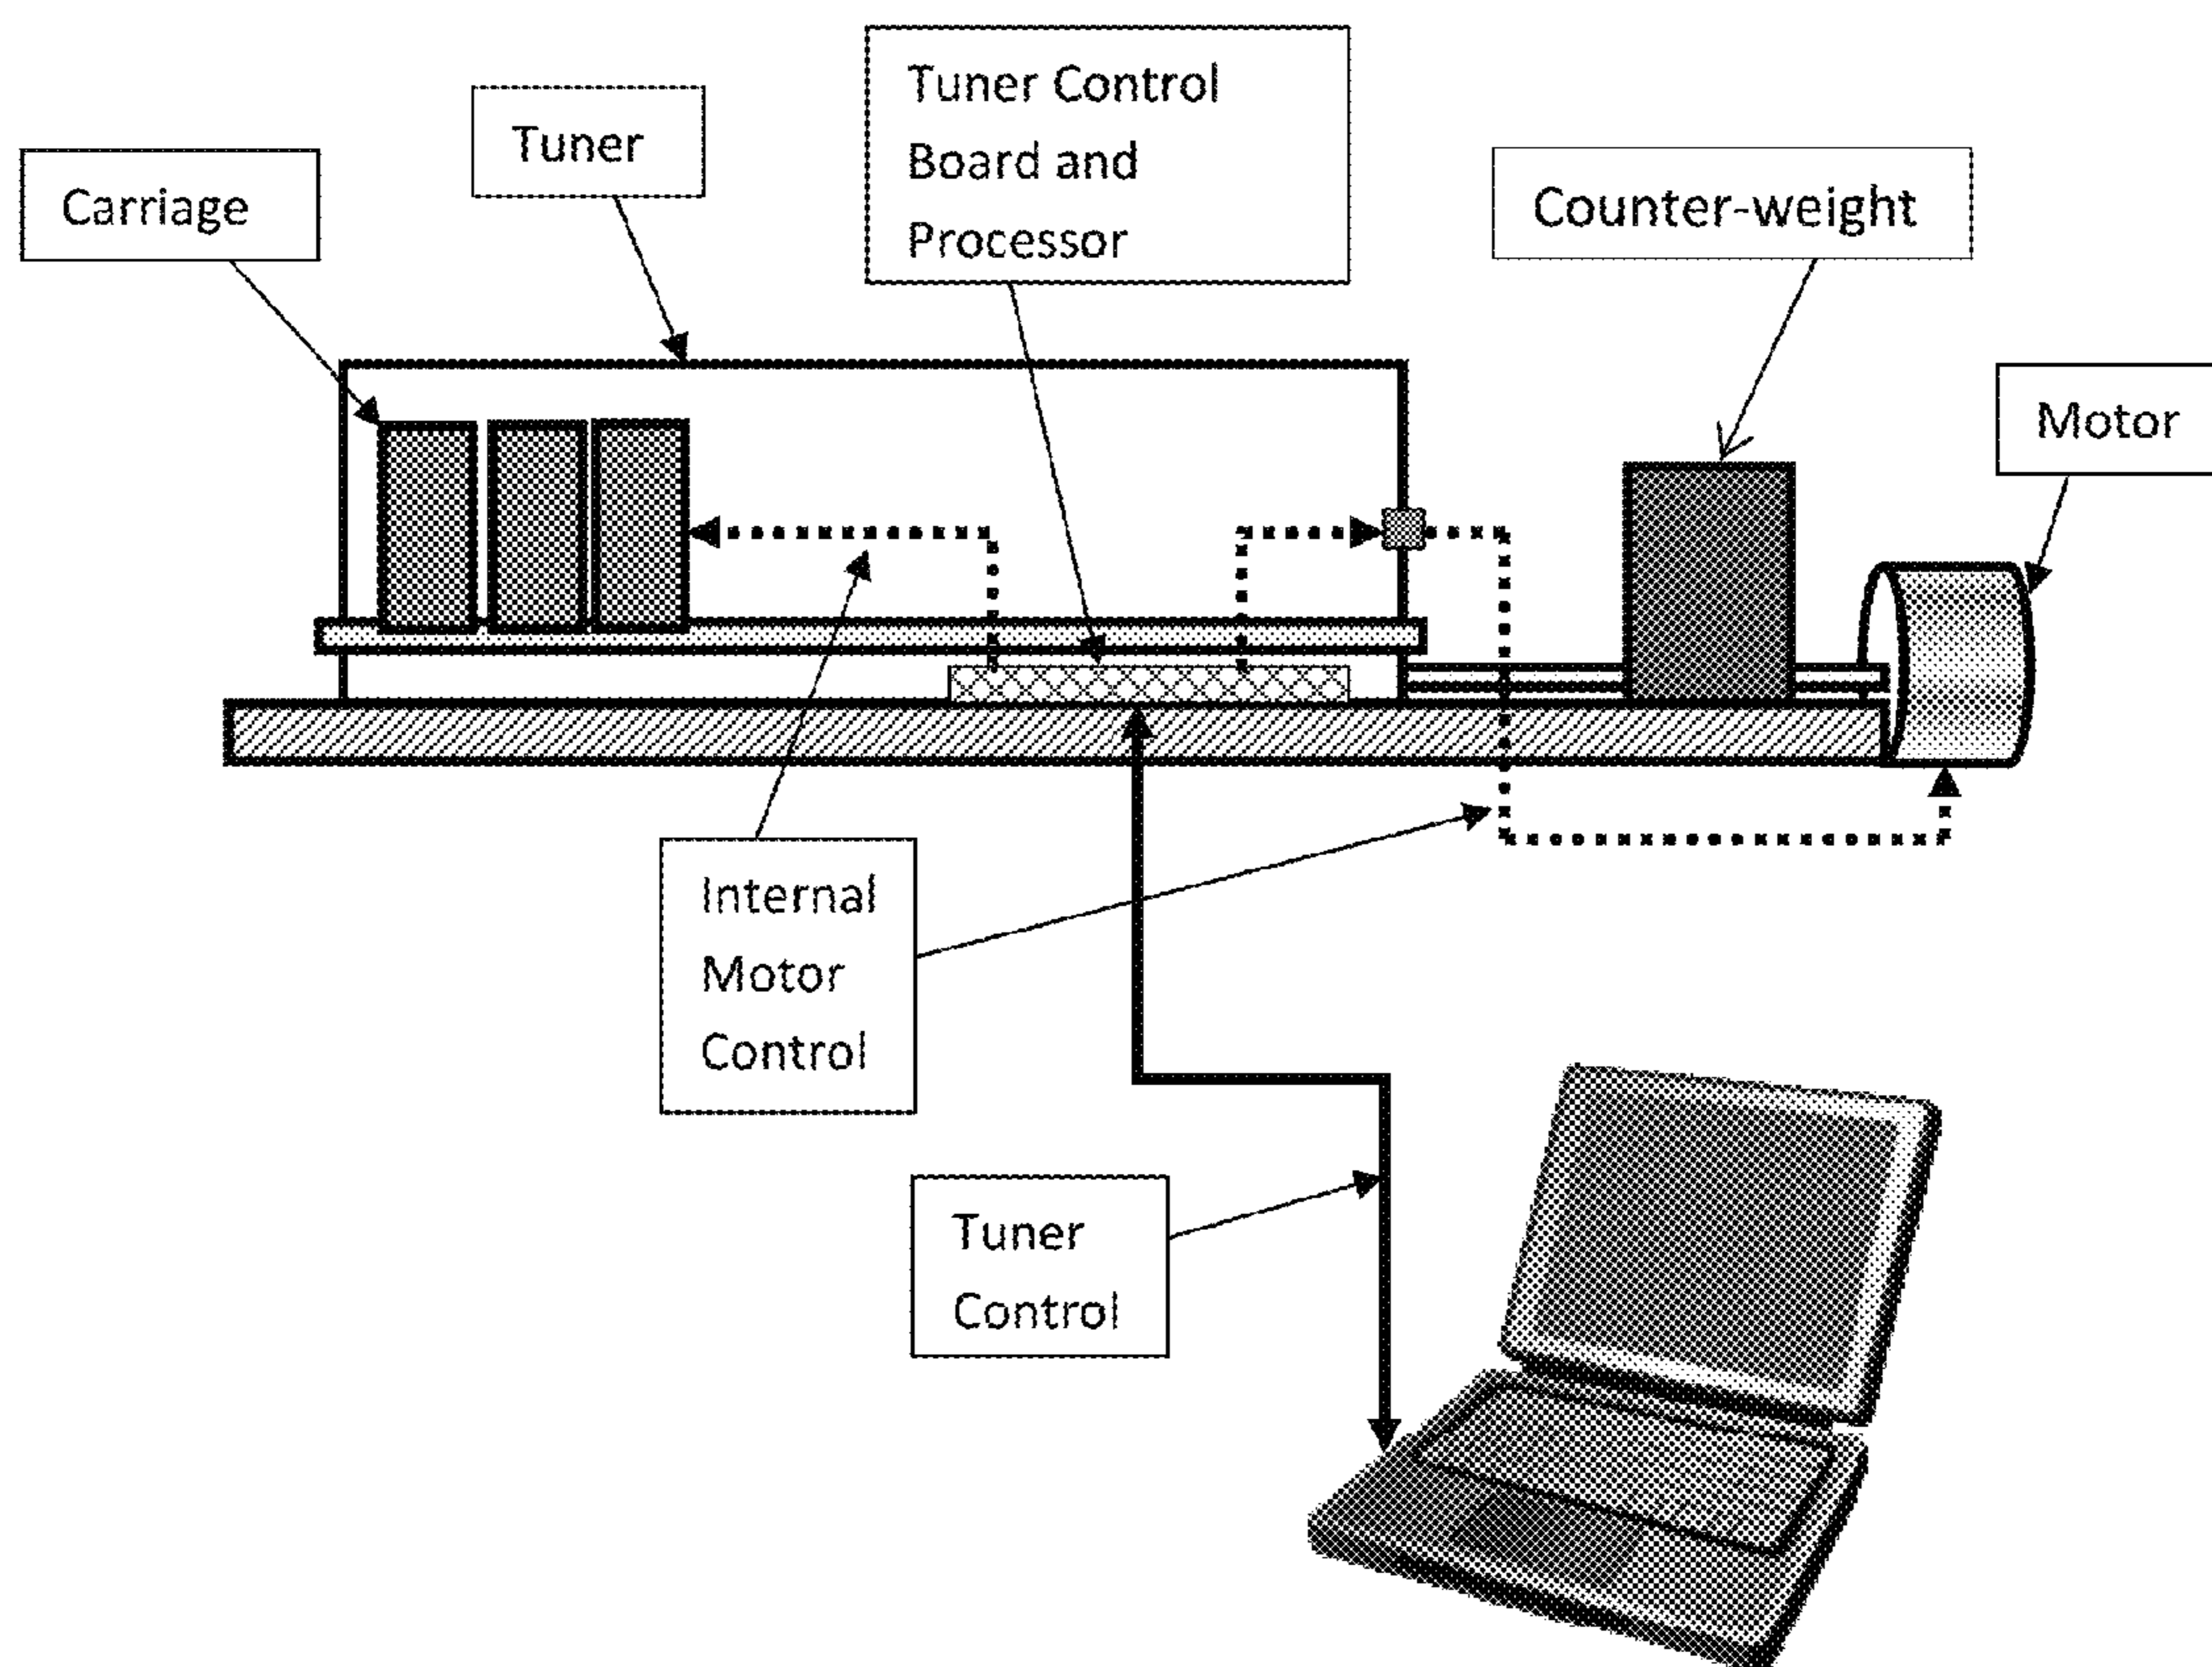 Carriage
Tuner
Tuner Control
Board and
Processor
Counter-weight
Motor
Internal
Motor
Control
Tuner
Control